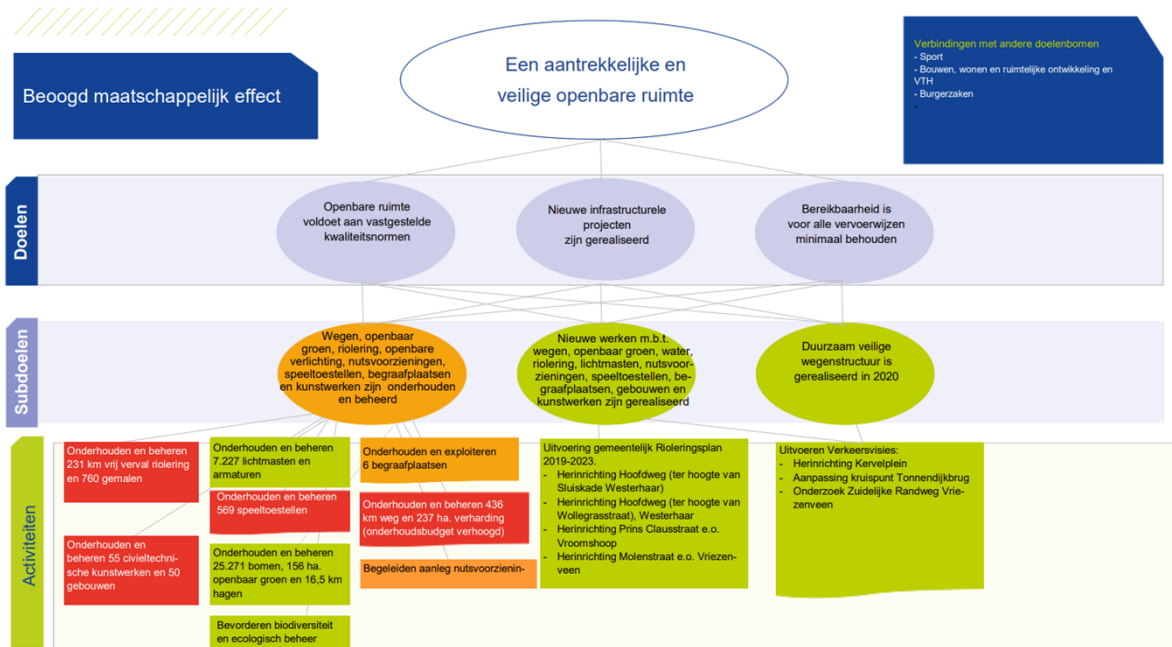 Beoogd maatschappelijk effect
Een aantrekkelijke en
veilige openbare ruimte
Verbindingen met andere doelenbomen
- Sport
- Bouwen, wonen en ruimtelijke ontwikkeling en
VTH
- Burgerzaken
-
Doelen
Openbare ruimte
voldoet aan vastgestelde
kwaliteitsnormen
Nieuwe infrastructurele
projecten
zijn gerealiseerd
Bereikbaarheid is
voor alle vervoerwijzen
minimaal behouden
Subdoelen
Wegen, openbaar
groen, riolering, openbare
verlichting, nutsvoorzieningen,
speeltoestellen, begraafplaatsen
en kunstwerken zijn onderhouden
en beheerd
Nieuwe werken m.b.t.
wegen, openbaar groen, water,
riolering, lichtmasten, nutsvoor-
zieningen, speeltoestellen, be-
graafplaatsen, gebouwen en
kunstwerken zijn gerealiseerd
Duurzaam veilige
wegenstructuur is
gerealiseerd in 2020
Activiteiten
Onderhouden en beheren
231 km vrij verval riolering
en 760 gemalen
Onderhouden en
beheren 55 civieltechni-
sche kunstwerken en 50
gebouwen
Onderhouden en beheren
7.227 lichtmasten en
armaturen
Onderhouden en beheren
569 speeltoestellen
Onderhouden en beheren
25.271 bomen, 156 ha.
openbaar groen en 16,5 km
hagen
Bevorderen biodiversiteit
en ecologisch beheer
Onderhouden en exploiteren
6 begraafplaatsen
Onderhouden en beheren 436
km weg en 237 ha. verharding
(onderhoudsbudget verhoogd)
Begeleiden aanleg nutsvoorzienin-
Uitvoering gemeentelijk Rioleringsplan
2019-2023.
- Herinrichting Hoofdweg (ter hoogte van
Sluiskade Westerhaar)
- Herinrichting Hoofdweg (ter hoogte van
Wollegrasstraat), Westerhaar
- Herinrichting Prins Clausstraat e.o.
Vroomshoop
- Herinrichting Molenstraat e.o. Vriezen-
veen
Uitvoeren Verkeersvisies:
- Herinrichting Kervelplein
- Aanpassing kruispunt Tonnendijkbrug
- Onderzoek Zuidelijke Randweg Vrie-
zenveen